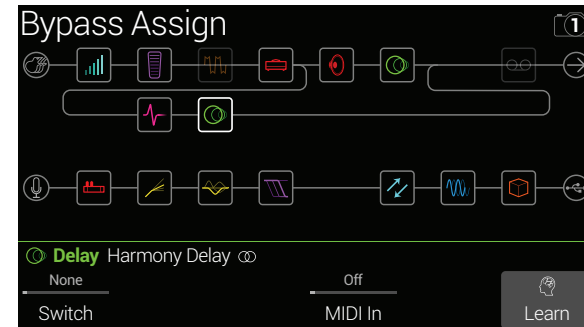 Bypass Assign
1
Delay Harmony Delay
None
Off
Switch
MIDI In
Learn